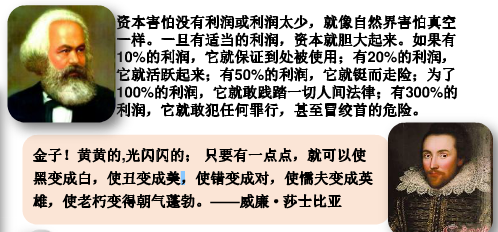 资本害怕没有利润或利润太少，就像自然界害怕真空
一样。一旦有适当的利润，资本就胆大起来。如果有
10%的利润，它就保证到处被使用；有20%的利润，
它就活跃起来；有50%的利润，它就铤而走险；为了
100%的利润，它就敢践踏一切人间法律；有300%的
利润，它就敢犯任何罪行，甚至冒绞首的危险。
金子！黄黄的,光闪闪的； 只要有一点点，就可以使
黑变成白，使丑变成美，使错变成对，使懦夫变成英
雄，使老朽变得朝气蓬勃。——威廉·莎士比亚